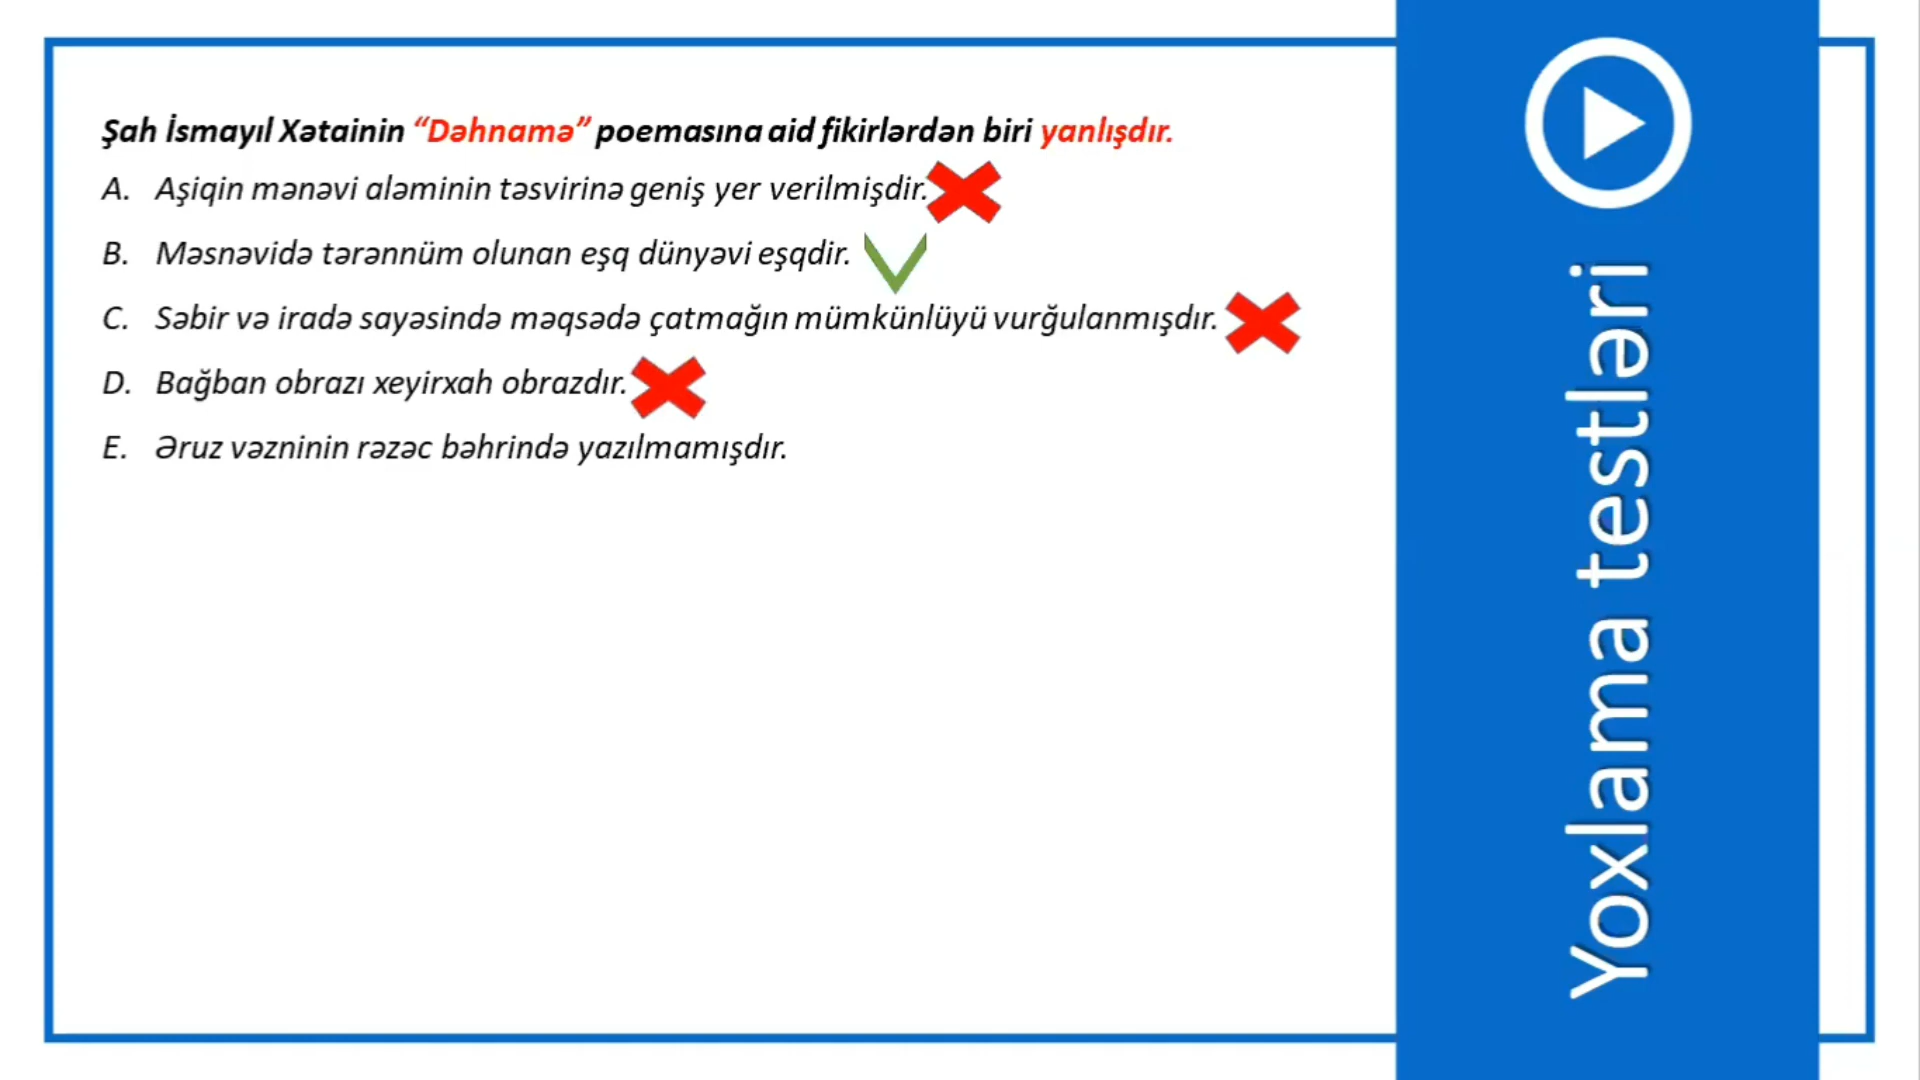 Şah İsmayıl Xətainin “Dəhnamə” poemasına aid fikirlərdən biri yanlışdır.
A. Aşiqin mənəvi aləminin təsvirinə geniş yer verilmişdir.
B. Məsnəvidə tərənnüm olunan eşq dünyəvi eşqdir.
C. Səbir və iradə sayəsində məqsədə çatmağın mümkünlüyü vurğulanmışdır.
D. Bağban obrazı xeyirxah obrazdır.
E. Əruz vəzninin rəzəc bəhrində yazılmamışdır.
Yoxlama testləri